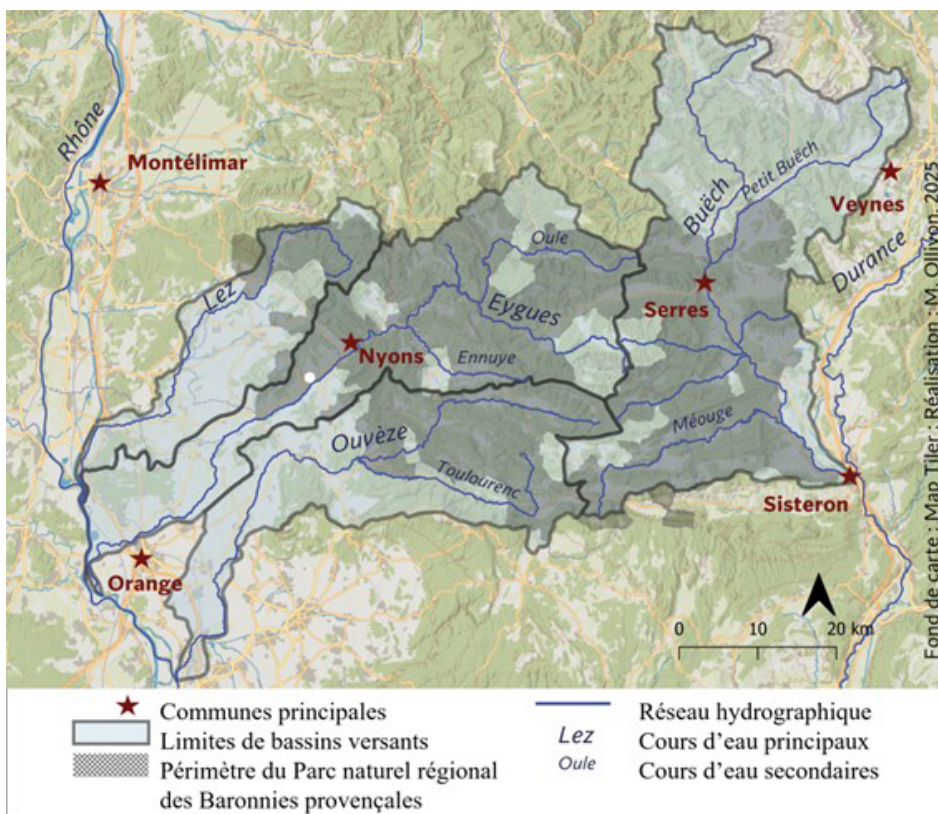 Rhône
Montélimar
Buëch
Petit Buëch
Veynes
Durance
Oule
Lez
Eygues
Serres
Nyons
Ennuye
Ouvèze
Méouge
Toulourenc
Sisteron
Orange
0 10 20 km
Fond de carte : Map Tiler ; Réalisation : M. Ollivon, 2025
Communes principales
Limites de bassins versants
Périmètre du Parc naturel régional
des Baronnies provençales
Réseau hydrographique
Lez Cours d'eau principaux
Oule Cours d'eau secondaires